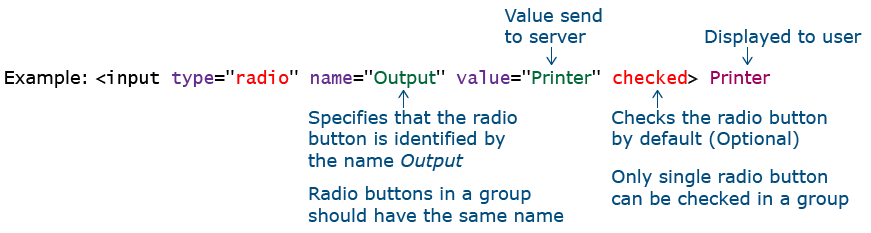 Value send
to server
Displayed to user
Example: <input type="radio" name="Output" value="Printer" checked> Printer
Specifies that the radio
button is identified by
the name Output
Radio buttons in a group
should have the same name
Checks the radio button
by default (Optional)
Only single radio button
can be checked in a group